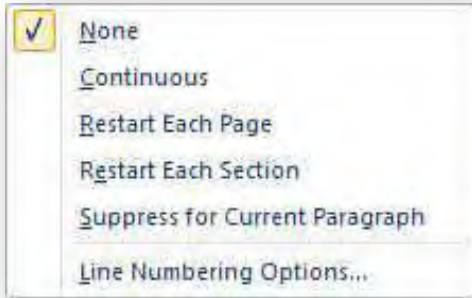 None
Continuous
Restart Each Page
Restart Each Section
Suppress for Current Paragraph
Line Numbering Options...